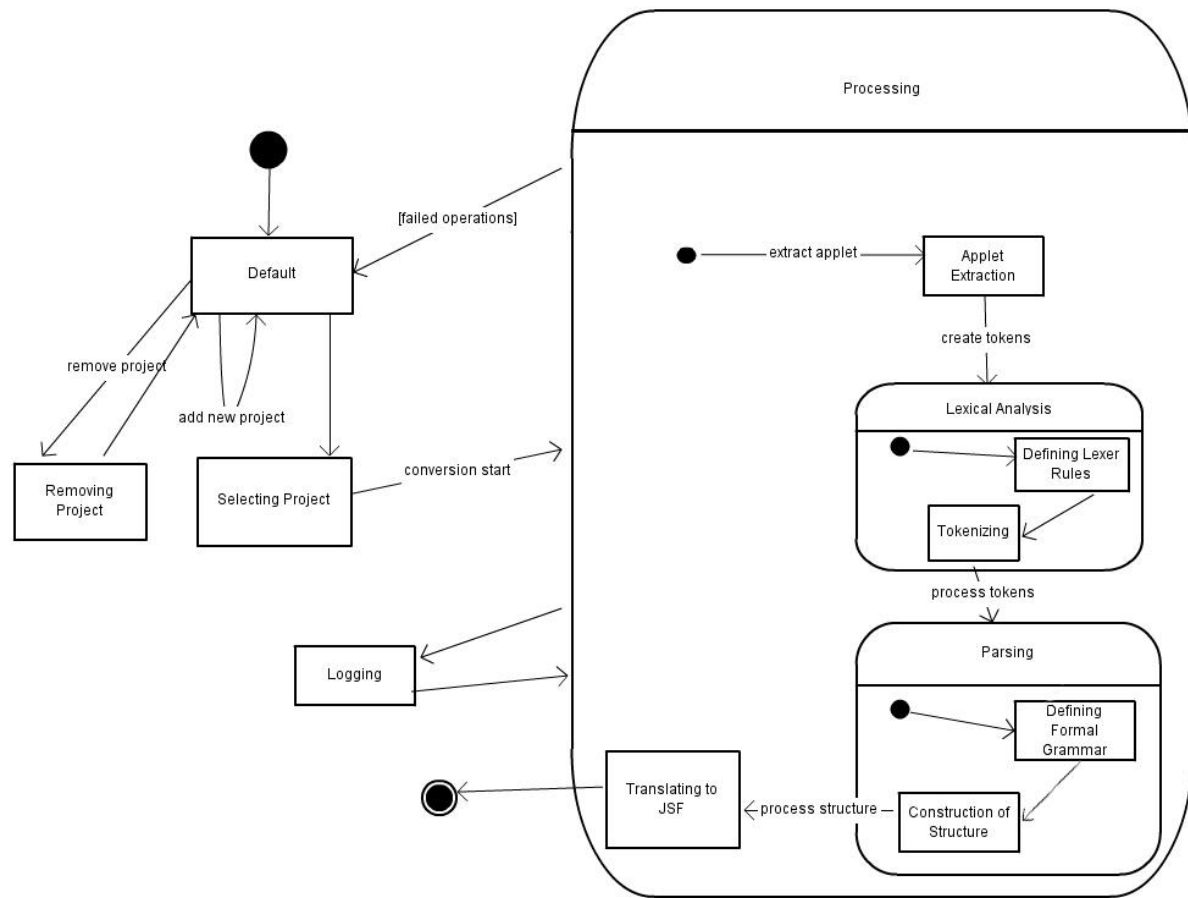 Processing
[failed operations]
Default
extract applet
Applet
Extraction
create tokens
remove project
add new project
Lexical Analysis
Defining Lexer
Rules
conversion start
Removing
Project
Selecting Project
Tokenizing
process tokens
Parsing
Logging
Defining
Formal
Grammar
Translating to
JSF
process structure
Construction of
Structure